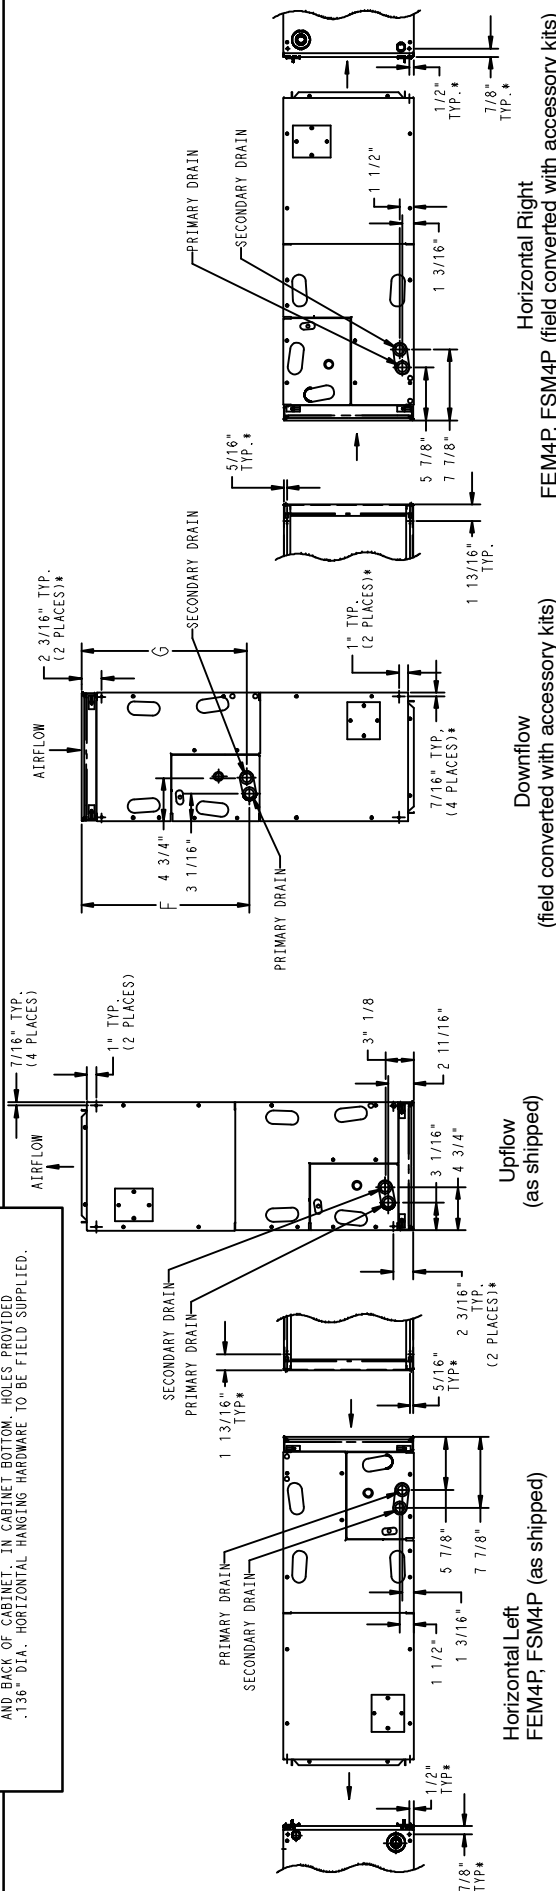 AND BACK OF CABINET. IN CABINET BOTTOM. HOLES PROVIDED
.136" DIA. HORIZONTAL HANGING HARDWARE TO BE FIELD SUPPLIED.
7/8"
TYP*
1/2"
TYP*
PRIMARY DRAIN
SECONDARY DRAIN
1 1/2"
1 3/16"
5 7/8"
7 7/8"
1 13/16"
TYP*
5/16"
TYP*
Horizontal Left
FEM4P, FSM4P (as shipped)
AIRFLOW
7/16" TYP.
(4 PLACES)
1" TYP.
(2 PLACES)
SECONDARY DRAIN
PRIMARY DRAIN
2 3/16"
TYP.
(2 PLACES)*
3 1/16"
4 3/4"
3" 1/8
2 11/16"
Upflow
(as shipped)
AIRFLOW
2 3/16" TYP.
(2 PLACES)*
F
G
4 3/4"
3 1/16"
PRIMARY DRAIN
SECONDARY DRAIN
1" TYP.
(2 PLACES)*
7/16" TYP,
(4 PLACES)*
Downflow
(field converted with accessory kits)
5/16"
TYP.*
1 13/16"
TYP.
PRIMARY DRAIN
SECONDARY DRAIN
1 1/2"
1 3/16"
5 7/8"
7 7/8"
1/2"
TYP.*
7/8"
TYP.*
Horizontal Right
FEM4P, FSM4P (field converted with accessory kits)